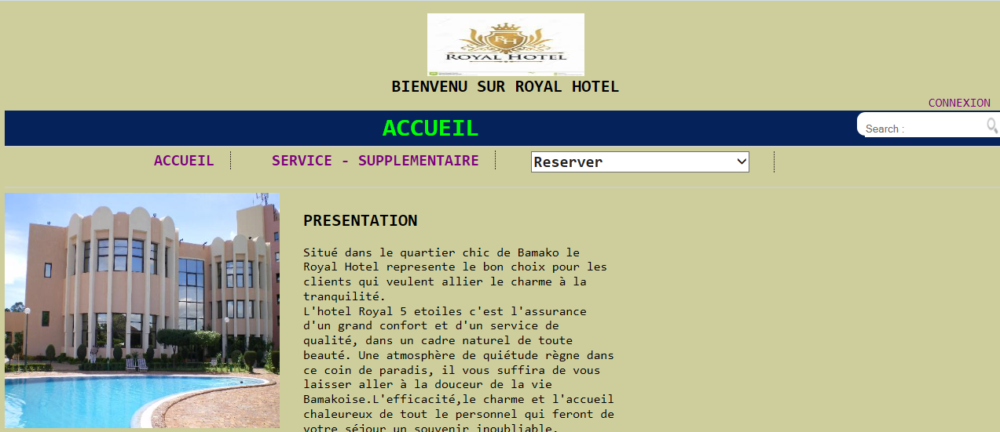 RH
ROYAL HOTEL
BIENVENU SUR ROYAL HOTEL
CONNEXION
ACCUEIL
Search :
ACCUEIL
SERVICE - SUPPLEMENTAIRE
Reserver
PRESENTATION
Situé dans le quartier chic de Bamako le
Royal Hotel represente le bon choix pour les
clients qui veulent allier le charme à la
tranquilité.
L'hotel Royal 5 etoiles c'est l'assurance
d'un grand confort et d'un service de
qualité, dans un cadre naturel de toute
beauté. Une atmosphère de quiétude règne dans
ce coin de paradis, il vous suffira de vous
laisser aller à la douceur de la vie
Bamakoise.L'efficacité,le charme et l'accueil
chaleureux de tout le personnel qui feront de
votre séjour un souvenir inoubliable.